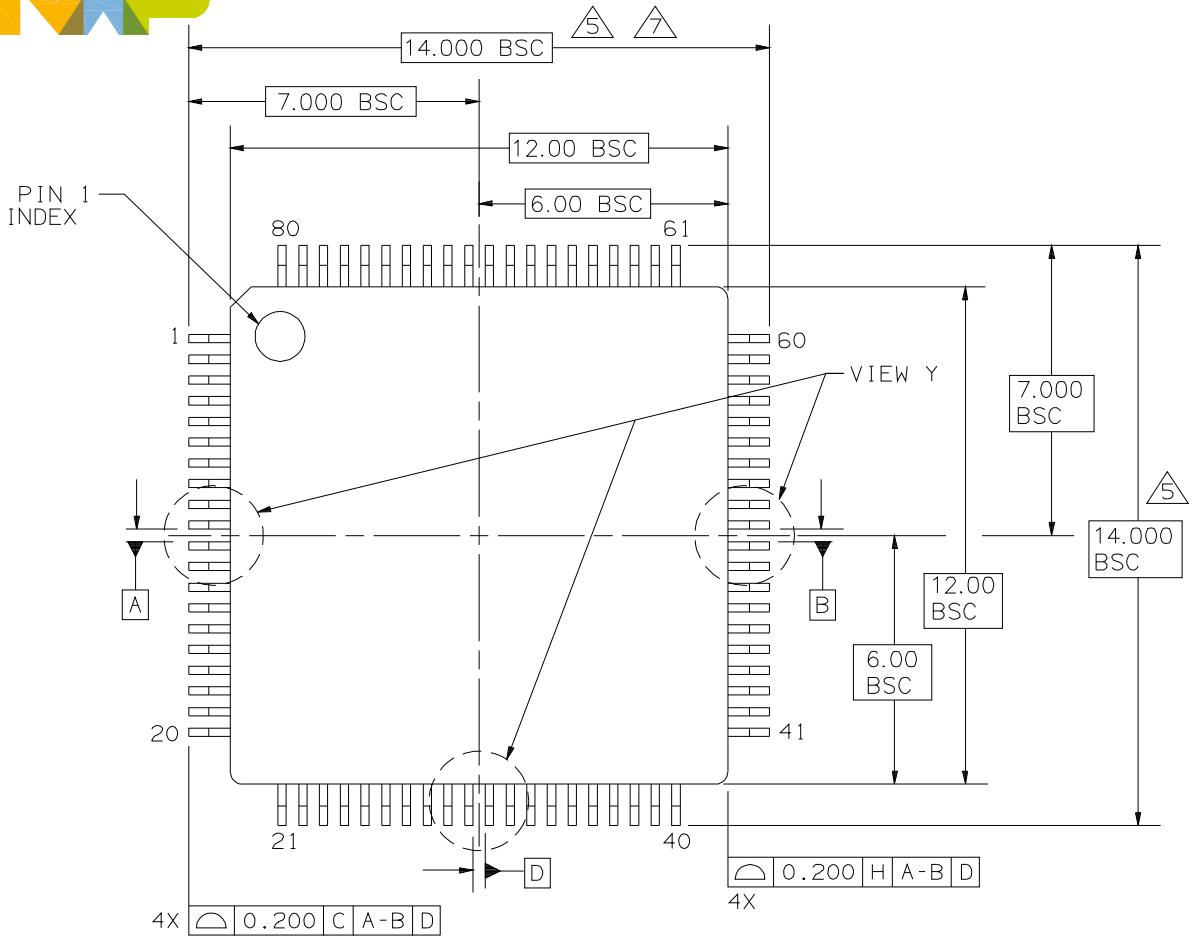 5 7
14.000 BSC
7.000 BSC
12.00 BSC
PIN 1
INDEX
6.00 BSC
80 61
1 60
VIEW Y
7.000
BSC
5
14.000
BSC
A B
12.00
BSC
6.00
BSC
20 41
21 40
D
0.200 H A-B D
4X
4X 0.200 C A-B D